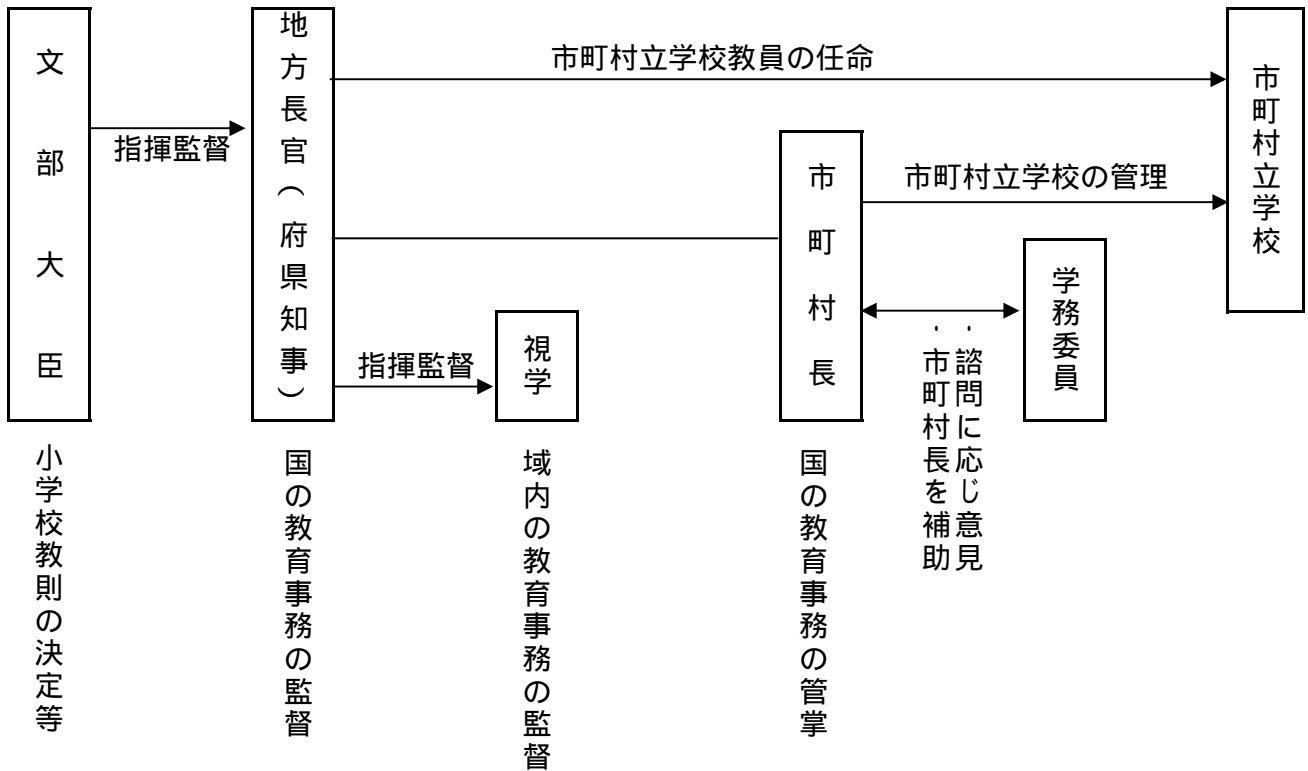 文部大臣
指揮監督
地方長官(府県知事)
市町村立学校教員の任命
指揮監督
視学
市町村長
市町村立学校の管理
学務委員
・諮問に応じ意見
・市町村長を補助
市町村立学校
小学校教則の決定等
国の教育事務の監督
域内の教育事務の監督
国の教育事務の管掌